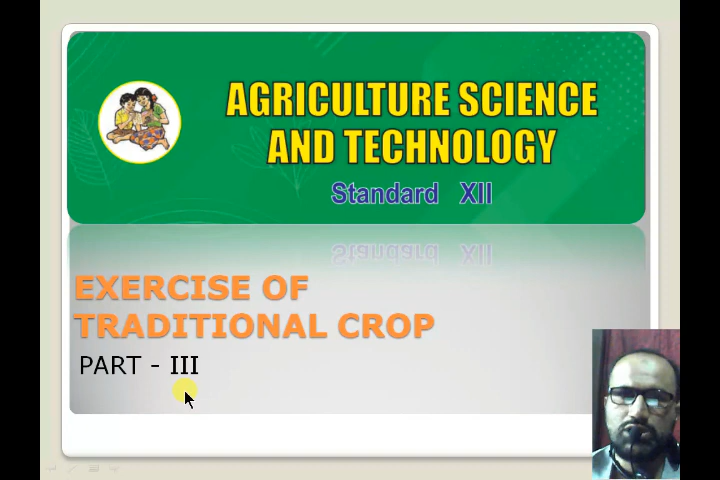 AGRICULTURE SCIENCE
AND TECHNOLOGY
Standard XII
EXERCISE OF
TRADITIONAL CROP
PART - III